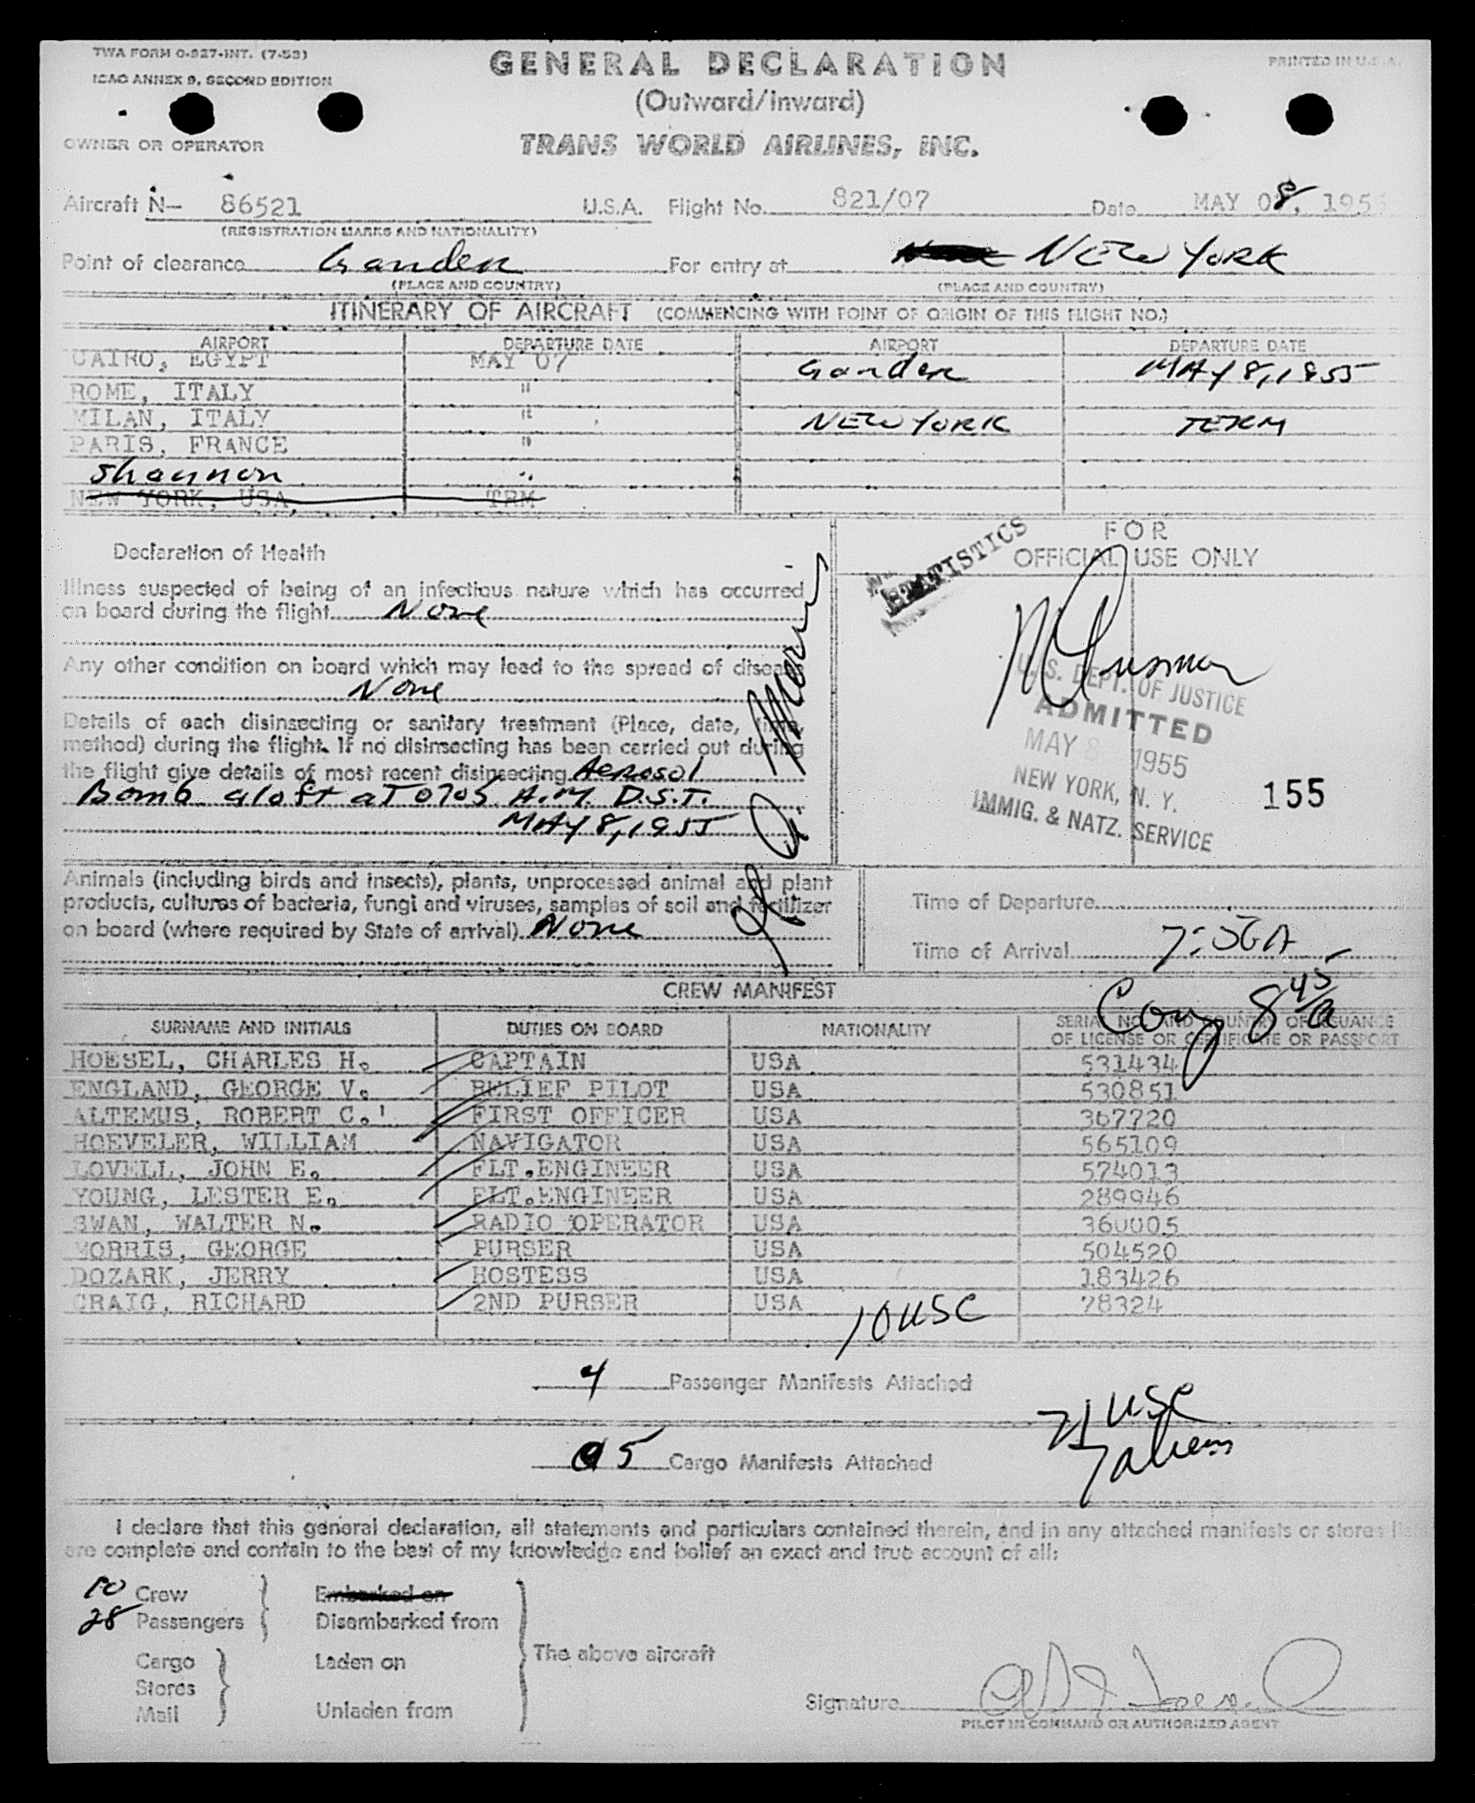 TWA FORM O-827-INT. (7-53)
ICAO ANNEX 9, SECOND EDITION
GENERAL DECLARATION
PRINTED IN U.S.A.
(Outward/Inward)
OWNER OR OPERATOR
TRANS WORLD AIRLINES, INC.
Aircraft N- 86521 U.S.A. Flight No. 821/07 Date MAY 08, 1955
(REGISTRATION MARKS AND NATIONALITY)
Point of clearance Gander For entry at NEW YORK
(PLACE AND COUNTRY) (PLACE AND COUNTRY)
ITINERARY OF AIRCRAFT (COMMENCING WITH POINT OF ORIGIN OF THIS FLIGHT NO.)
AIRPORT DEPARTURE DATE AIRPORT DEPARTURE DATE
CAIRO, EGYPT MAY 07 Gander MAY 8, 1955
ROME, ITALY "
MILAN, ITALY " NEW YORK TERM
PARIS, FRANCE "
Shannon "
NEW YORK, USA, TRM
Declaration of Health
FOR
OFFICIAL USE ONLY
STATISTICS
Illness suspected of being of an infectious nature which has occurred
on board during the flight None
Any other condition on board which may lead to the spread of disease
None
Details of each disinsecting or sanitary treatment (Place, date, time,
method) during the flight. If no disinsecting has been carried out during
the flight give details of most recent disinsecting Aerosol
Bomb aloft at 0705 A.M. D.S.T.
MAY 8, 1955
U.S. DEPT. OF JUSTICE
ADMITTED
MAY 8 1955
NEW YORK, N. Y.
IMMIG. & NATZ. SERVICE
155
Animals (including birds and insects), plants, unprocessed animal and plant
products, cultures of bacteria, fungi and viruses, samples of soil and fertilizer
on board (where required by State of arrival) None
Time of Departure
Time of Arrival 7:56A
CREW MANIFEST
8 45/a
SURNAME AND INITIALS DUTIES ON BOARD NATIONALITY SERIAL NO. AND COUNTRY OF ISSUANCE
OF LICENSE OR CERTIFICATE OR PASSPORT
HOESEL, CHARLES H. CAPTAIN USA 531434
ENGLAND, GEORGE V. RELIEF PILOT USA 530851
ALTEMUS, ROBERT C. FIRST OFFICER USA 367720
HOEVELER, WILLIAM NAVIGATOR USA 565109
LOVELL, JOHN E. FLT.ENGINEER USA 574013
YOUNG, LESTER E. FLT.ENGINEER USA 289946
SWAN, WALTER N. RADIO OPERATOR USA 360005
MORRIS, GEORGE PURSER USA 504520
DOZARK, JERRY HOSTESS USA 183426
CRAIG, RICHARD 2ND PURSER USA 78324
10 USC
4 Passenger Manifests Attached
21 USC
7 aliens
5 Cargo Manifests Attached
I declare that this general declaration, all statements and particulars contained therein, and in any attached manifests or stores
are complete and contain to the best of my knowledge and belief an exact and true account of all:
10 Crew Embarked on
28 Passengers Disembarked from
The above aircraft
Cargo Laden on
Stores
Mail Unladen from
Signature
PILOT IN COMMAND OR AUTHORIZED AGENT